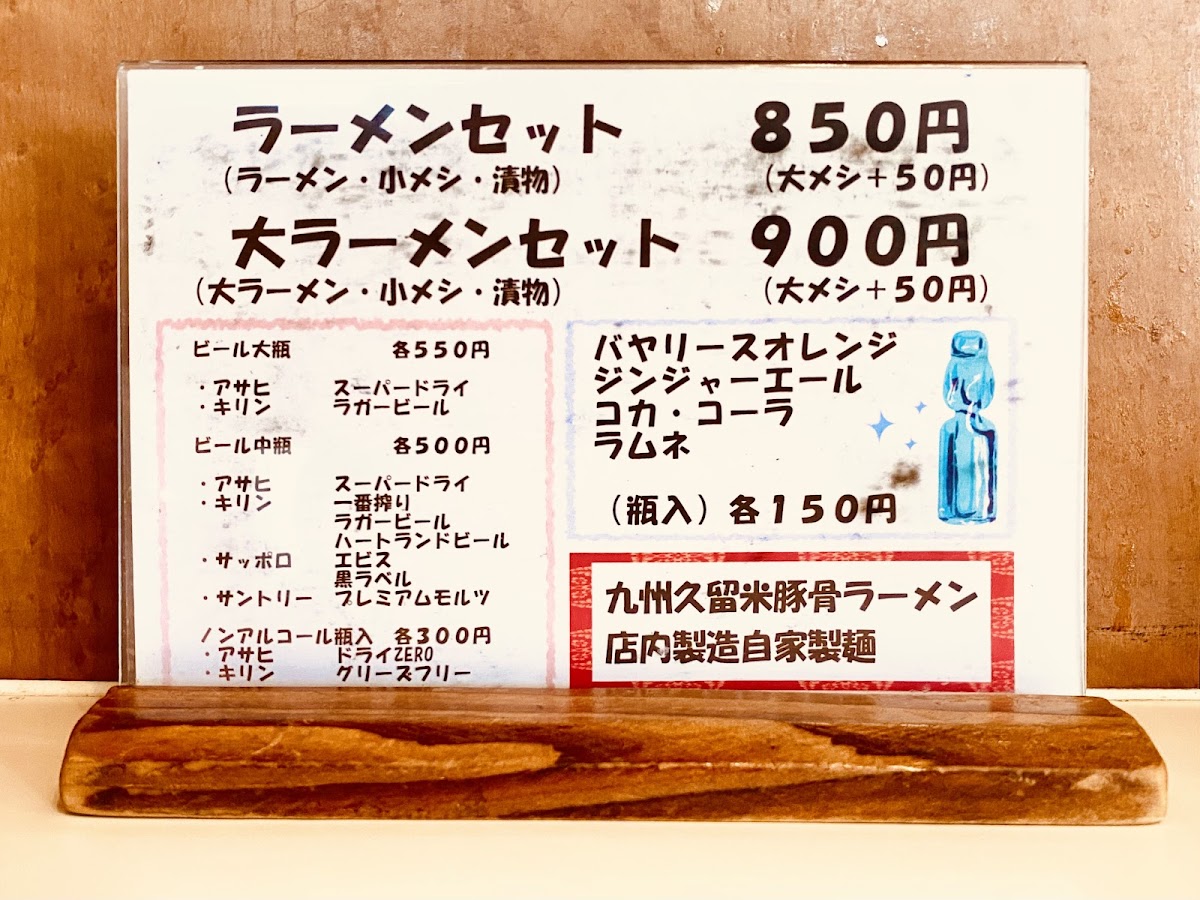 ラーメンセット 850円
(ラーメン・小メシ・漬物) (大メシ+50円)
大ラーメンセット 900円
(大ラーメン・小メシ・漬物) (大メシ+50円)
ビール大瓶 各550円
・アサヒ スーパードライ
・キリン ラガービール
ビール中瓶 各500円
・アサヒ スーパードライ
・キリン 一番搾り
ラガービール
ハートランドビール
・サッポロ エビス
黒ラベル
・サントリー プレミアムモルツ
ノンアルコール瓶入 各300円
・アサヒ ドライZERO
・キリン グリーズフリー
バヤリースオレンジ
ジンジャーエール
コカ・コーラ
ラムネ
(瓶入)各150円
九州久留米豚骨ラーメン
店内製造自家製麺